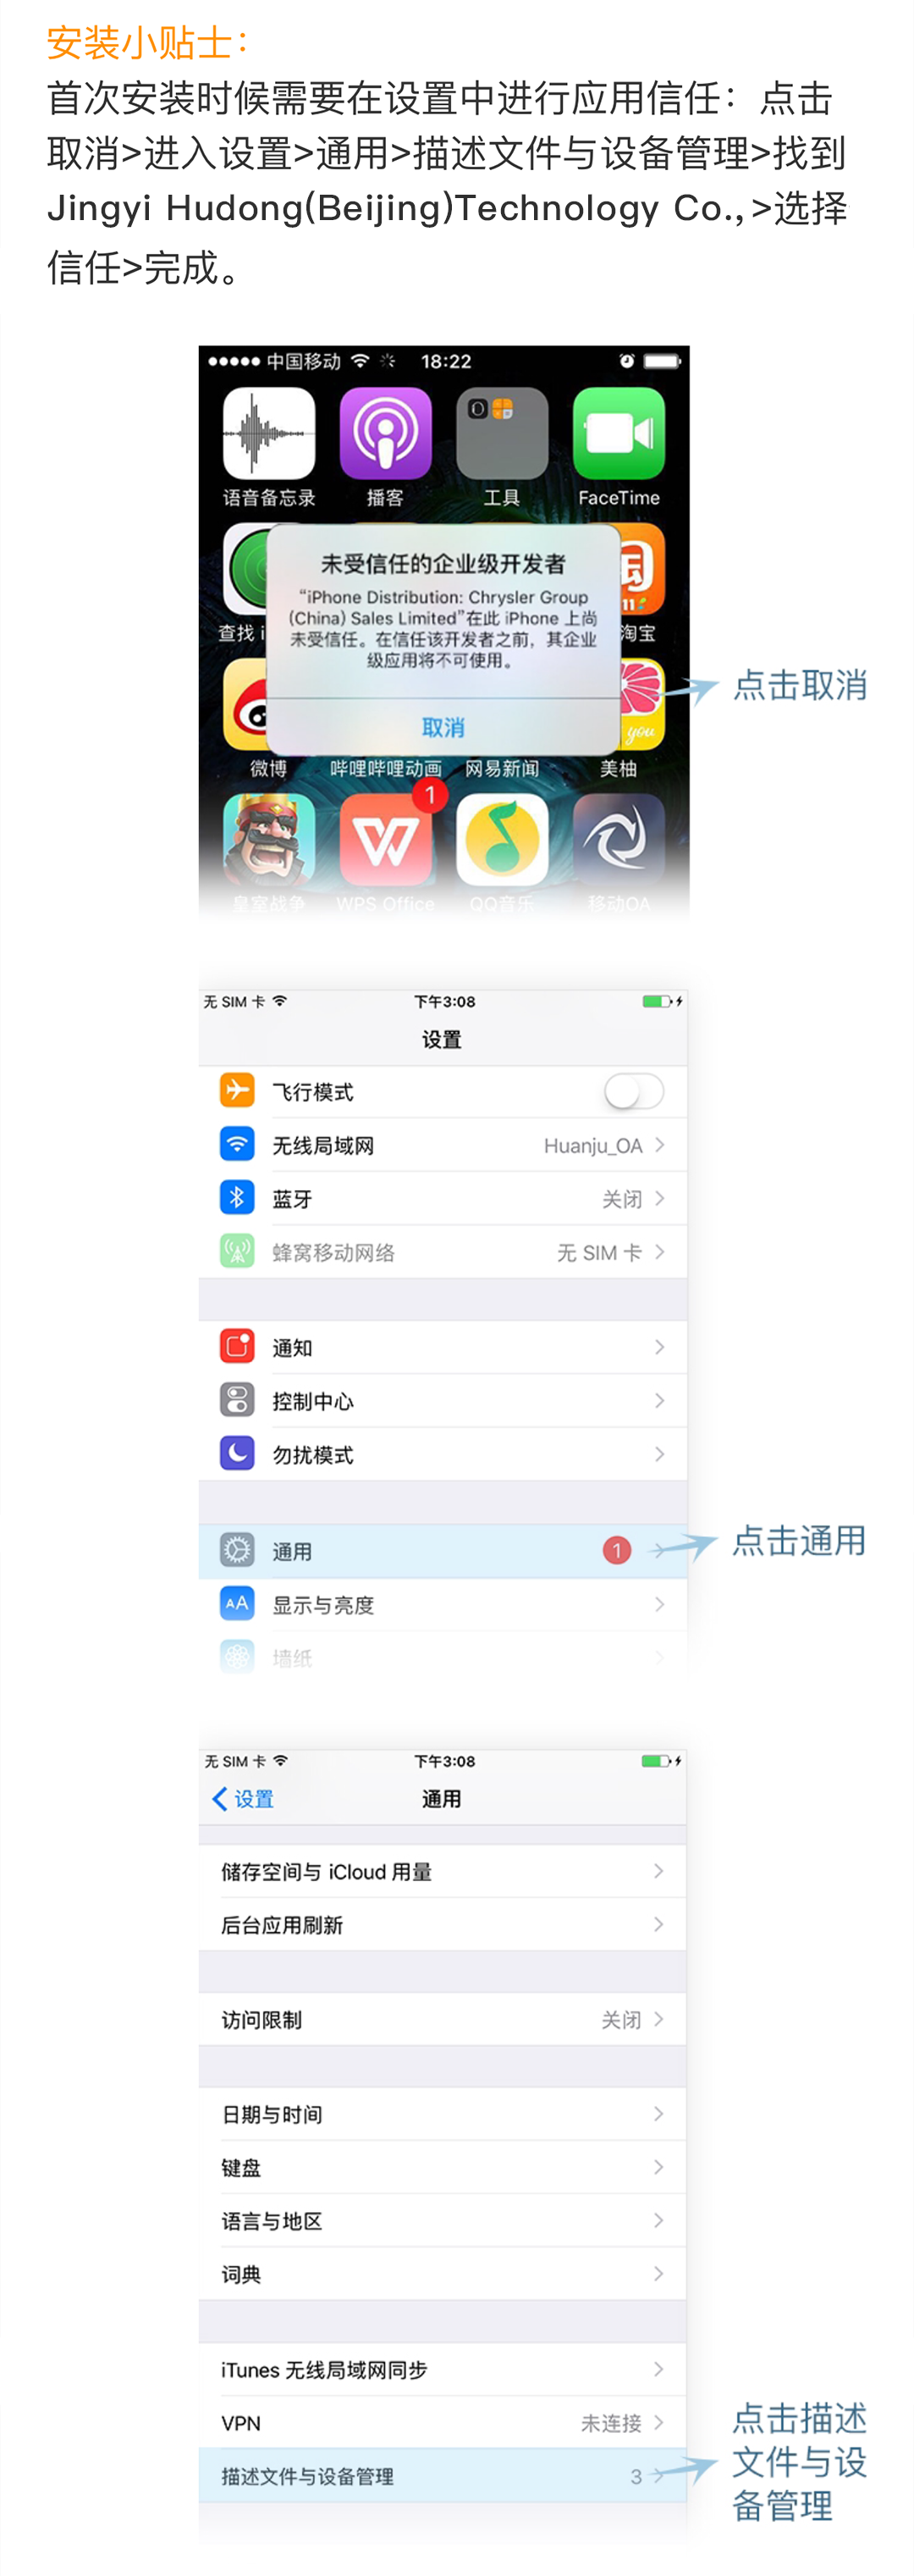 安装小贴士：
首次安装时候需要在设置中进行应用信任：点击
取消>进入设置>通用>描述文件与设备管理>找到
Jingyi Hudong(Beijing)Technology Co.,>选择
信任>完成。
中国移动 18:22
语音备忘录 播客 工具 FaceTime
未受信任的企业级开发者
“iPhone Distribution: Chrysler Group
(China) Sales Limited”在此 iPhone 上尚
未受信任。在信任该开发者之前，其企业
级应用将不可使用。
取消
查找 i 淘宝
11
you
点击取消
微博 哔哩哔哩动画 网易新闻 美柚
1
皇室战争 WPS Office QQ音乐 移动OA
无 SIM 卡 下午3:08
设置
飞行模式
无线局域网 Huanju_OA
蓝牙 关闭
蜂窝移动网络 无 SIM 卡
通知
控制中心
勿扰模式
通用 1
点击通用
AA 显示与亮度
墙纸
无 SIM 卡 下午3:08
设置 通用
储存空间与 iCloud 用量
后台应用刷新
访问限制 关闭
日期与时间
键盘
语言与地区
词典
iTunes 无线局域网同步
VPN 未连接
描述文件与设备管理 3
点击描述
文件与设
备管理